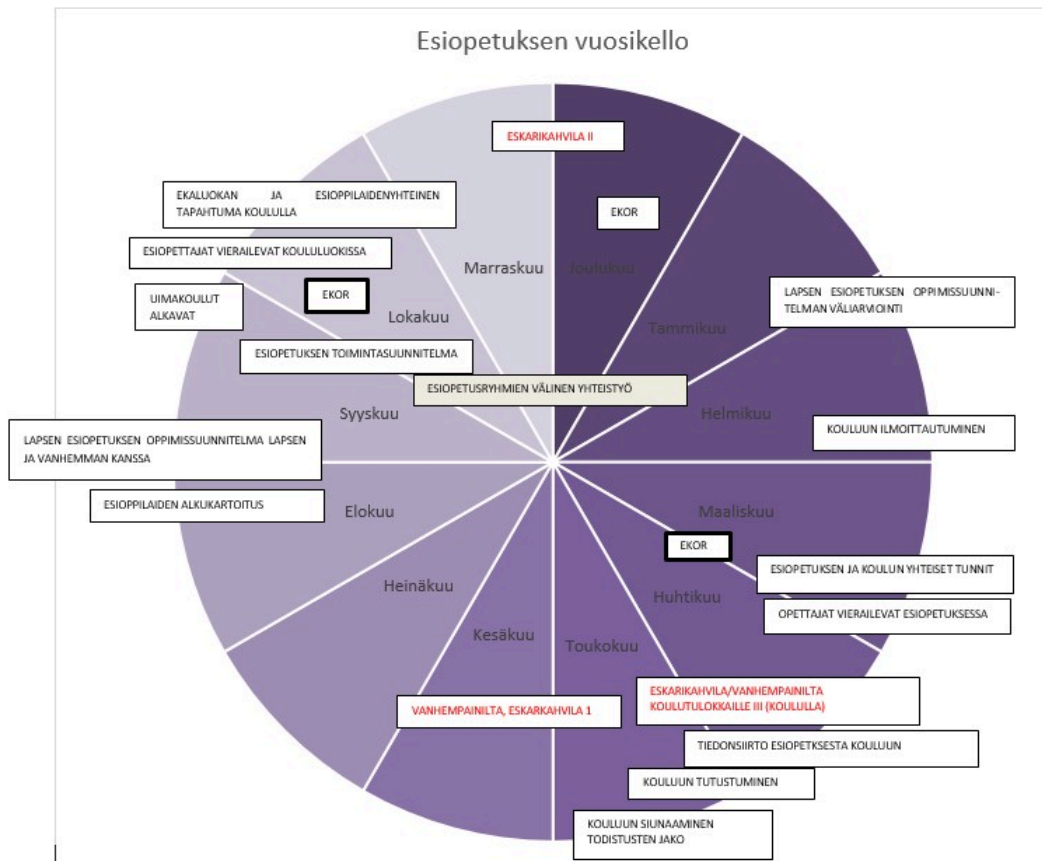 Esiopetuksen vuosikello
ESKARIKAHVILA II
EKALUOKAN JA ESIOPPILAIDENYHTEINEN
TAPAHTUMA KOULULLA
EKOR
ESIOPETTAJAT VIERAILEVAT KOULULUOKISSA
Marraskuu
Joulukuu
UIMAKOULUT
ALKAVAT
EKOR
Lokakuu
Tammikuu
LAPSEN ESIOPETUKSEN OPPIMISSUUNNI-
TELMAN VÄLIARVIOINTI
ESIOPETUKSEN TOIMINTASUUNNITELMA
ESIOPETUSRYHMIEN VÄLINEN YHTEISTYÖ
Syyskuu
Helmikuu
KOULUUN ILMOITTAUTUMINEN
LAPSEN ESIOPETUKSEN OPPIMISSUUNNITELMA LAPSEN
JA VANHEMMAN KANSSA
ESIOPPILAIDEN ALKUKARTOITUS
Elokuu
Maaliskuu
EKOR
ESIOPETUKSEN JA KOULUN YHTEISET TUNNIT
Heinäkuu
Huhtikuu
OPETTAJAT VIERAILEVAT ESIOPETUKSESSA
Kesäkuu
Toukokuu
VANHEMPAINILTA, ESKARKAHVILA 1
ESKARIKAHVILA/VANHEMPAINILTA
KOULUTULOKKAILLE III (KOULULLA)
TIEDONSIIRTO ESIOPETKSESTA KOULUUN
KOULUUN TUTUSTUMINEN
KOULUUN SIUNAAMINEN
TODISTUSTEN JAKO